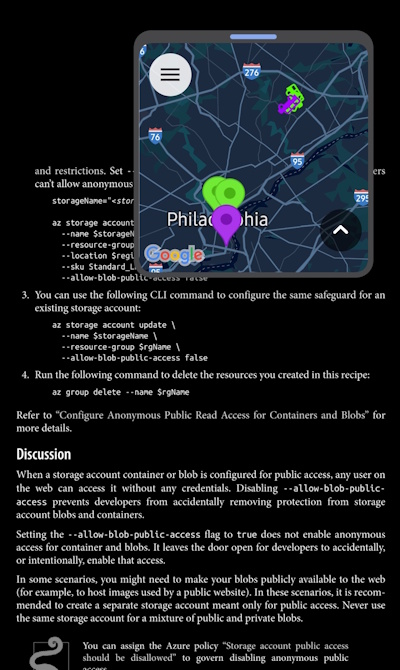 276
76
95
295
Philadelphia
Google
95
and restrictions. Set
ers
can't allow anonymous
storageName="<stor
az storage account
--name $storageN
--resource-group
--location $regi
--sku Standard_L
--allow-blob-public-access false
3. You can use the following CLI command to configure the same safeguard for an
existing storage account:
az storage account update \
--name $storageName \
--resource-group $rgName \
--allow-blob-public-access false
4. Run the following command to delete the resources you created in this recipe:
az group delete --name $rgName
Refer to “Configure Anonymous Public Read Access for Containers and Blobs” for
more details.
Discussion
When a storage account container or blob is configured for public access, any user on
the web can access it without any credentials. Disabling --allow-blob-public-
access prevents developers from accidentally removing protection from storage
account blobs and containers.
Setting the --allow-blob-public-access flag to true does not enable anonymous
access for container and blobs. It leaves the door open for developers to accidentally,
or intentionally, enable that access.
In some scenarios, you might need to make your blobs publicly available to the web
(for example, to host images used by a public website). In these scenarios, it is recom-
mended to create a separate storage account meant only for public access. Never use
the same storage account for a mixture of public and private blobs.
You can assign the Azure policy “Storage account public access
should be disallowed” to govern disabling anonymous public
access.